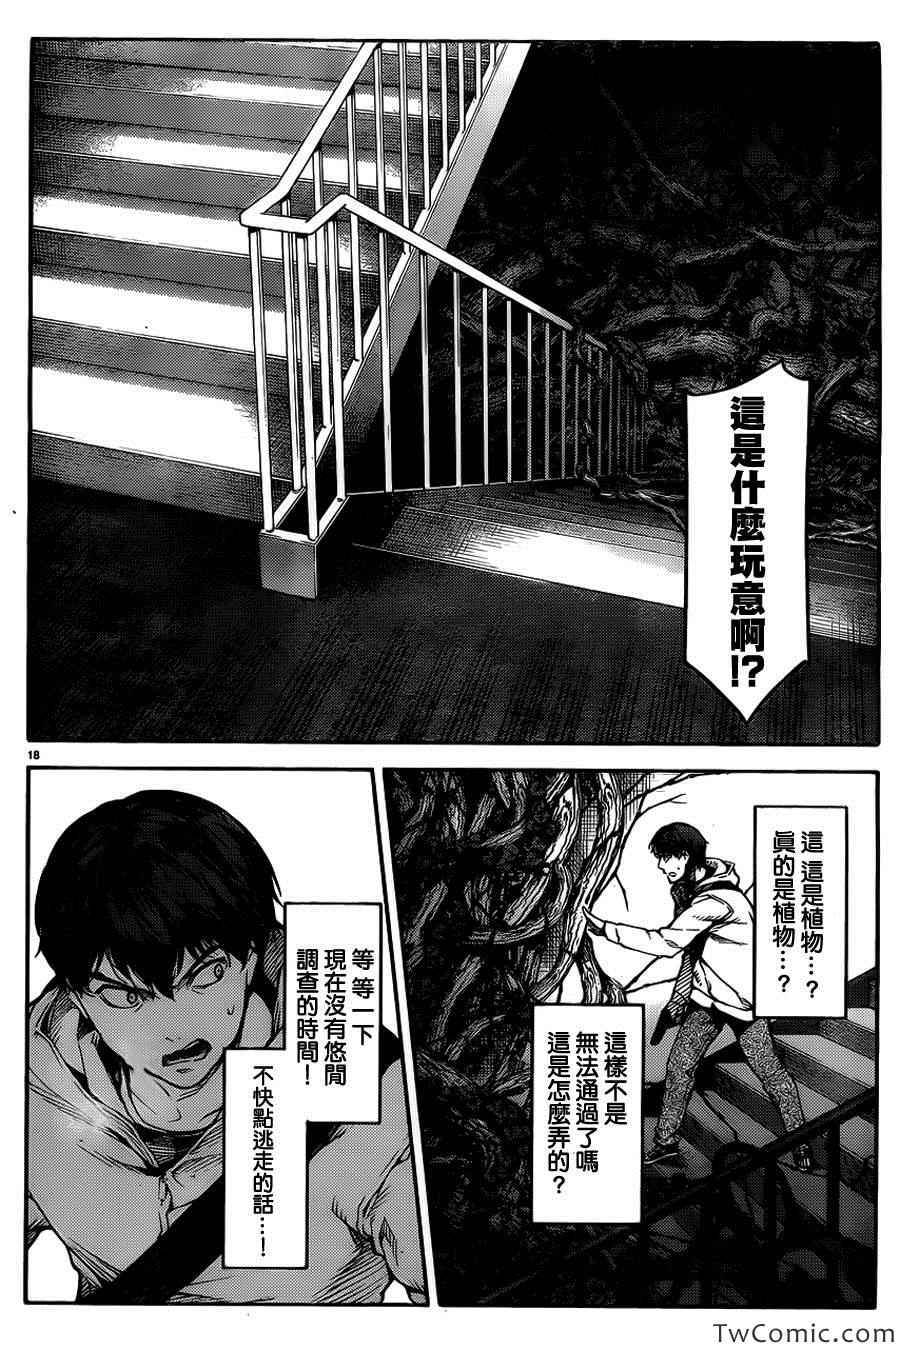 這是什麼玩意啊!?
18
這 這是植物…?
眞的是植物…?
這樣不是
無法通過了嗎
這是怎麼弄的?
等 等一下
現在沒有悠閒
調查的時間!
不快點逃走的話…!
TwComic.com